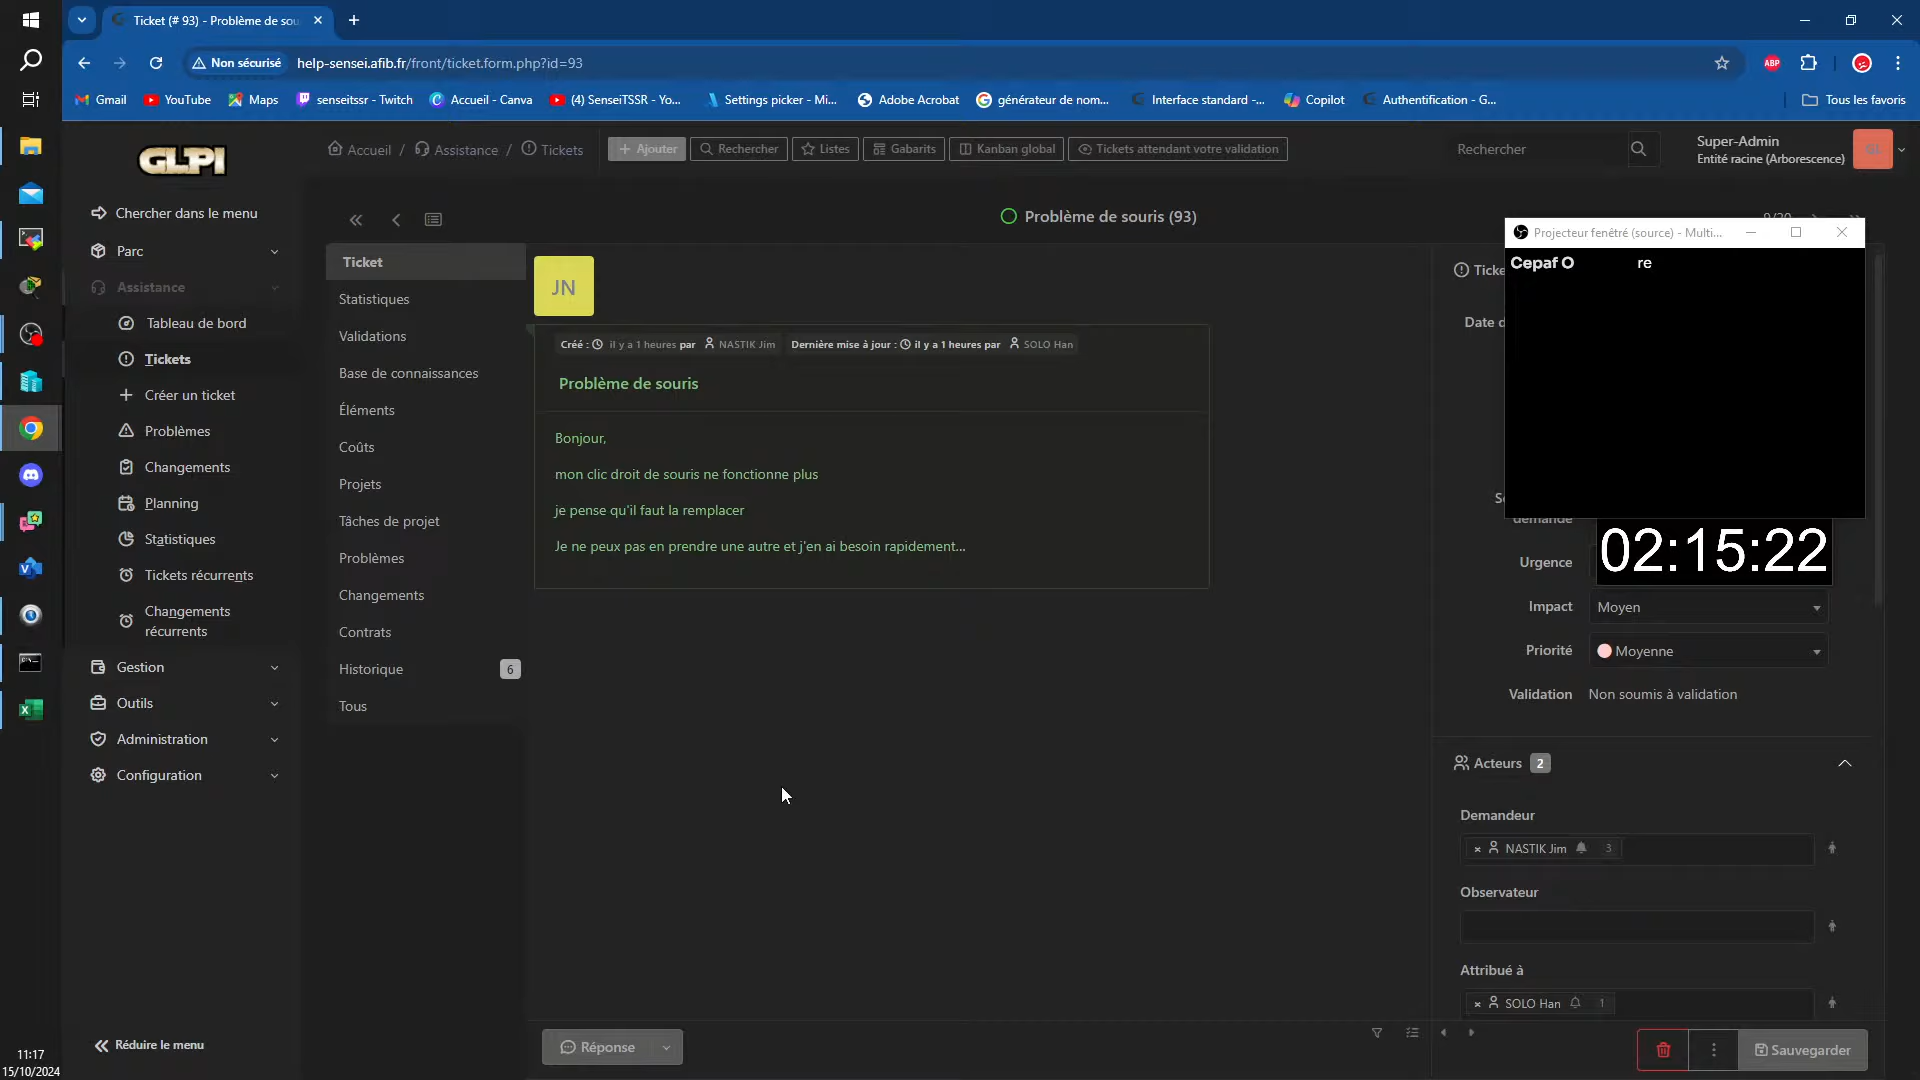 Ticket (# 93) - Problème de sou
Non sécurisé
help-sensei.afib.fr/front/ticket.form.php?id=93
ABP
Gmail
YouTube
Maps
senseitssr - Twitch
Accueil - Canva
(4) SenseiTSSR - Yo...
Settings picker - Mi...
Adobe Acrobat
générateur de nom...
Interface standard -...
Copilot
Authentification - G...
Tous les favoris
GLPI
Accueil / Assistance / Tickets
+ Ajouter
Rechercher
Listes
Gabarits
Kanban global
Tickets attendant votre validation
Rechercher
Super-Admin
Entité racine (Arborescence)
Chercher dans le menu
Parc
Assistance
Tableau de bord
Tickets
Créer un ticket
Problèmes
Changements
Planning
Statistiques
Tickets récurrents
Changements
récurrents
Gestion
Outils
Administration
Configuration
Réduire le menu
11:17
15/10/2024
Problème de souris (93)
Ticket
Statistiques
Validations
Base de connaissances
Éléments
Coûts
Projets
Tâches de projet
Problèmes
Changements
Contrats
Historique 6
Tous
JN
Créé : il y a 1 heures par NASTIK Jim Dernière mise à jour : il y a 1 heures par SOLO Han
Problème de souris
Bonjour,
mon clic droit de souris ne fonctionne plus
je pense qu'il faut la remplacer
Je ne peux pas en prendre une autre et j'en ai besoin rapidement...
Réponse
Projecteur fenêtré (source) - Multi...
Cepaf O re
Ticke
Date d
demande
02:15:22
Urgence
Impact Moyen
Priorité Moyenne
Validation Non soumis à validation
Acteurs 2
Demandeur
× NASTIK Jim 3
Observateur
Attribué à
× SOLO Han 1
Sauvegarder